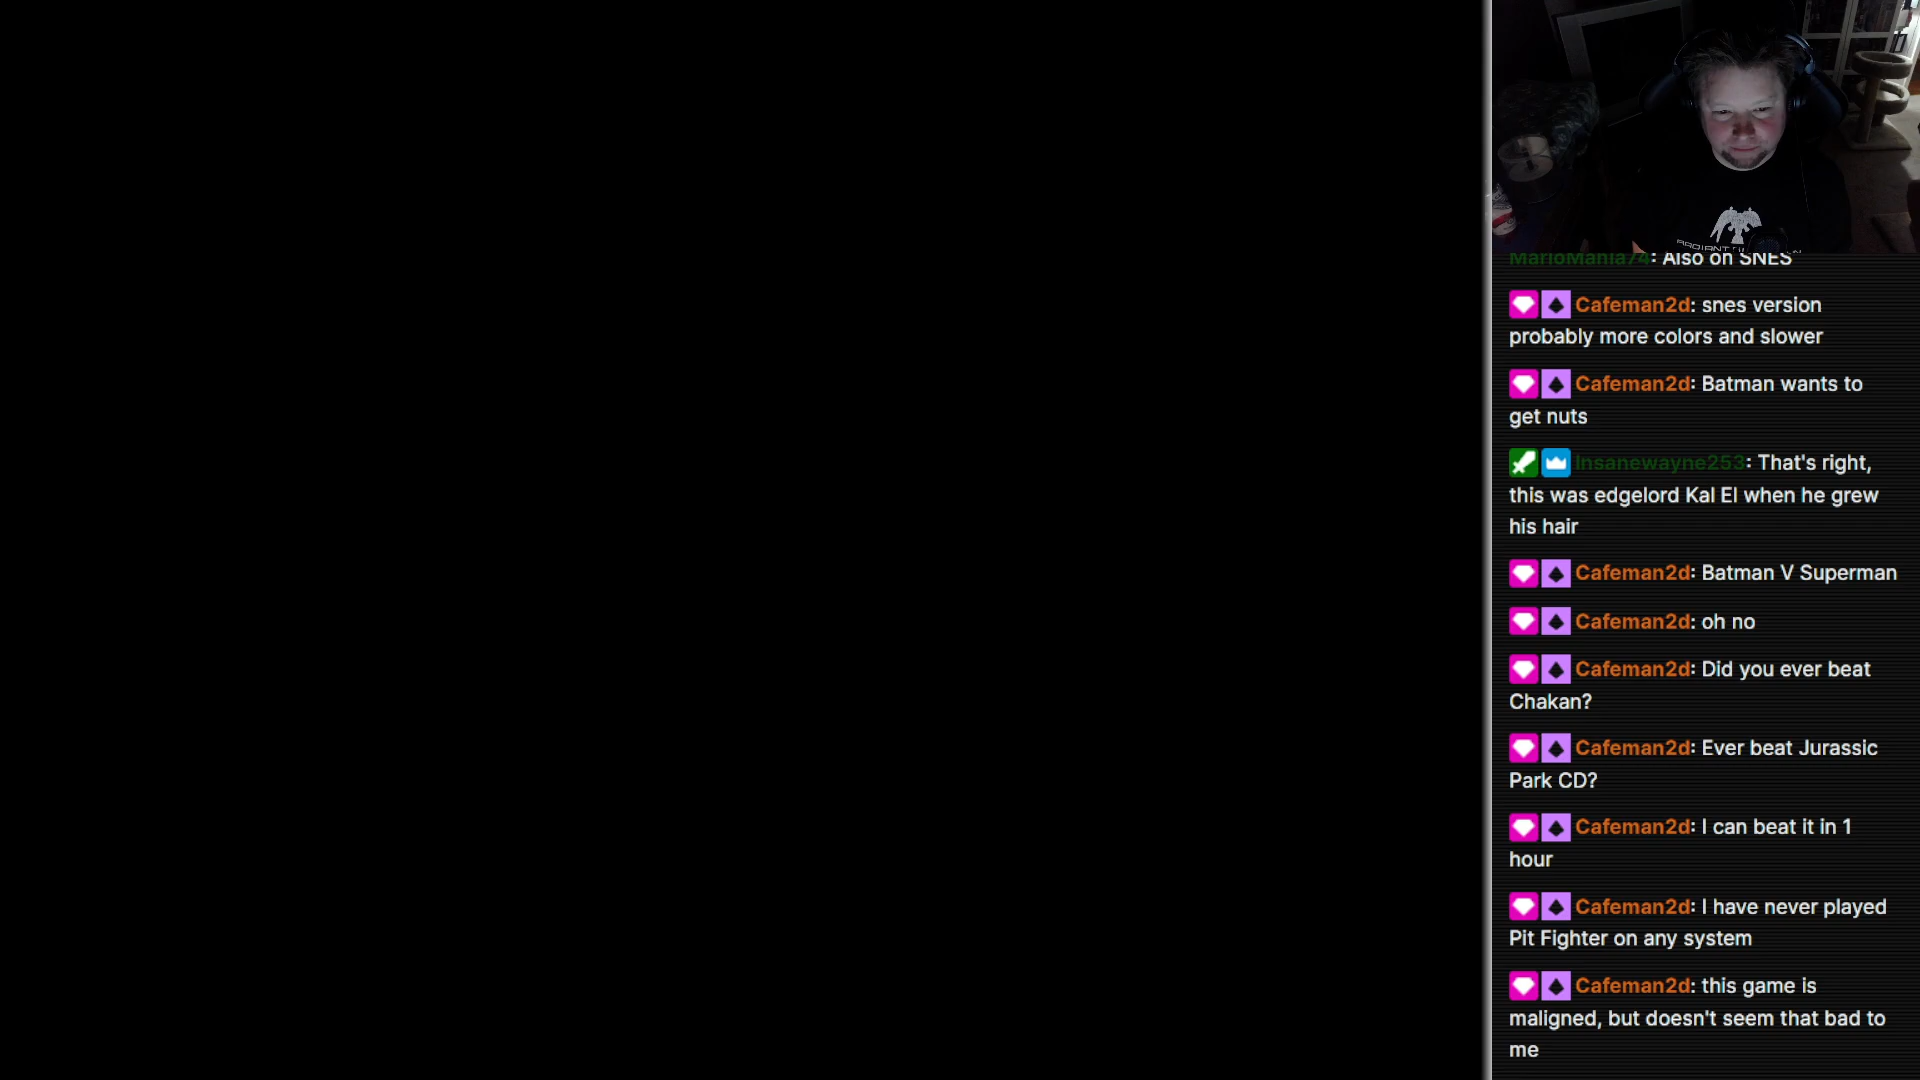 RADIANT
MarioMania74: Also on SNES
Cafeman2d: snes version
probably more colors and slower
Cafeman2d: Batman wants to
get nuts
Insanewayne253: That's right,
this was edgelord Kal El when he grew
his hair
Cafeman2d: Batman V Superman
Cafeman2d: oh no
Cafeman2d: Did you ever beat
Chakan?
Cafeman2d: Ever beat Jurassic
Park CD?
Cafeman2d: I can beat it in 1
hour
Cafeman2d: I have never played
Pit Fighter on any system
Cafeman2d: this game is
maligned, but doesn't seem that bad to
me